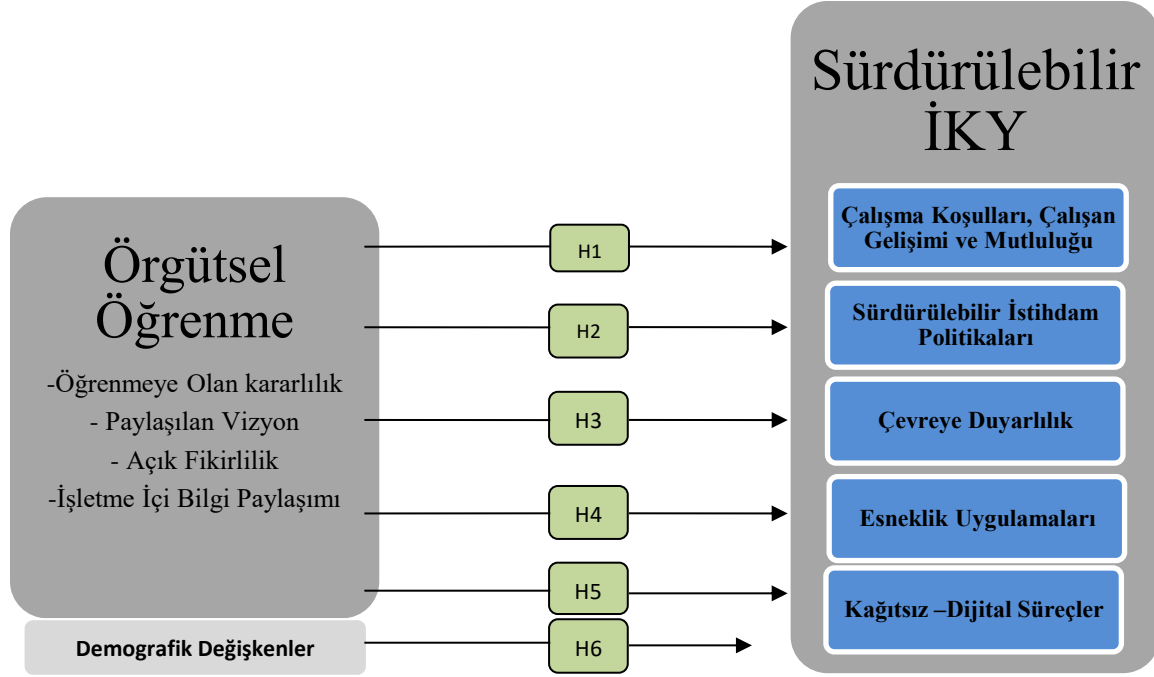 Örgütsel
Öğrenme
-Öğrenmeye Olan kararlılık
- Paylaşılan Vizyon
- Açık Fikirlilik
-İşletme İçi Bilgi Paylaşımı
Demografik Değişkenler
H1
H2
H3
H4
H5
H6
Sürdürülebilir
İKY
Çalışma Koşulları, Çalışan
Gelişimi ve Mutluluğu
Sürdürülebilir İstihdam
Politikaları
Çevreye Duyarlılık
Esneklik Uygulamaları
Kağıtsız –Dijital Süreçler